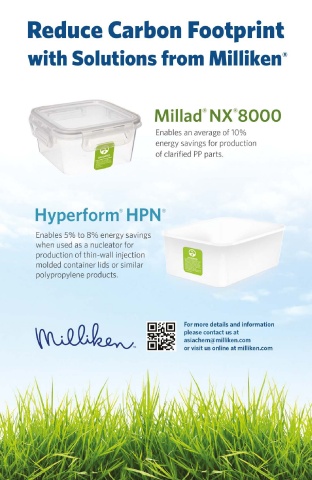 Reduce Carbon Footprint
with Solutions from Milliken®
Millad® NX®8000
Enables an average of 10%
energy savings for production
of clarified PP parts.
Hyperform® HPN®
Enables 5% to 8% energy savings
when used as a nucleator for
production of thin-wall injection
molded container lids or similar
polypropylene products.
Milliken.
For more details and information
please contact us at
asiachem@milliken.com
or visit us online at milliken.com